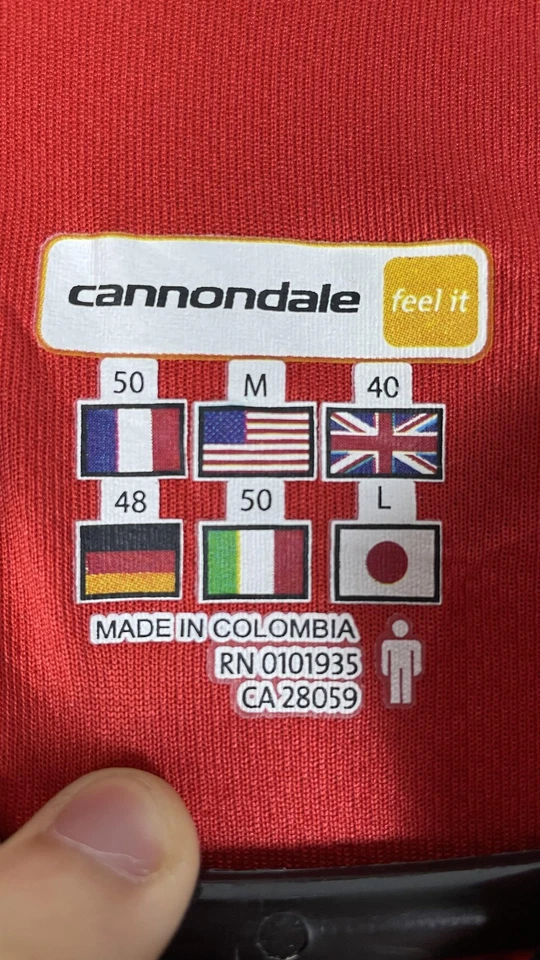 cannondale feel it
50 M 40
48 50 L
MADE IN COLOMBIA
RN 0101935
CA 28059